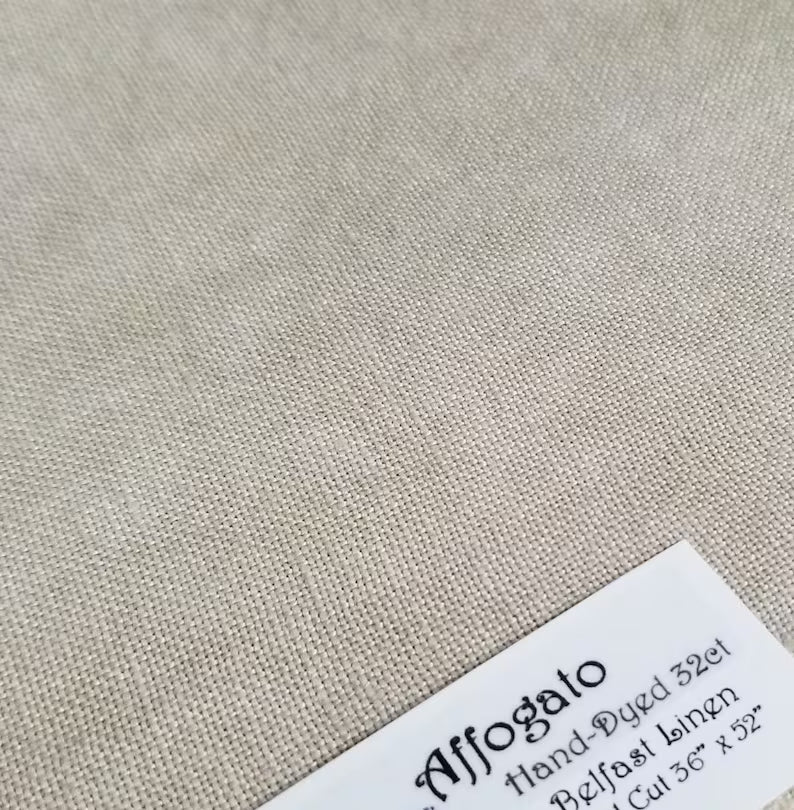 Affogato
Hand-Dyed 32ct
Belfast Linen
Cut 36" X 52"